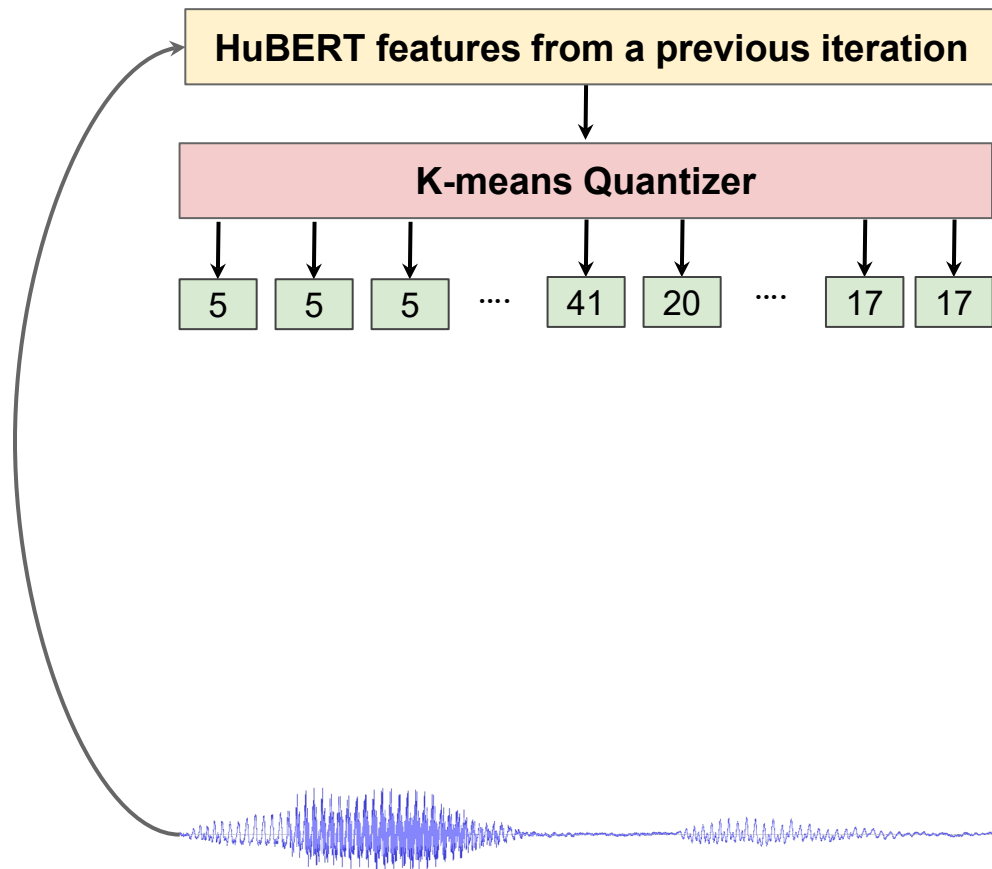 HuBERT features from a previous iteration
K-means Quantizer
5 5 5 .... 41 20 .... 17 17